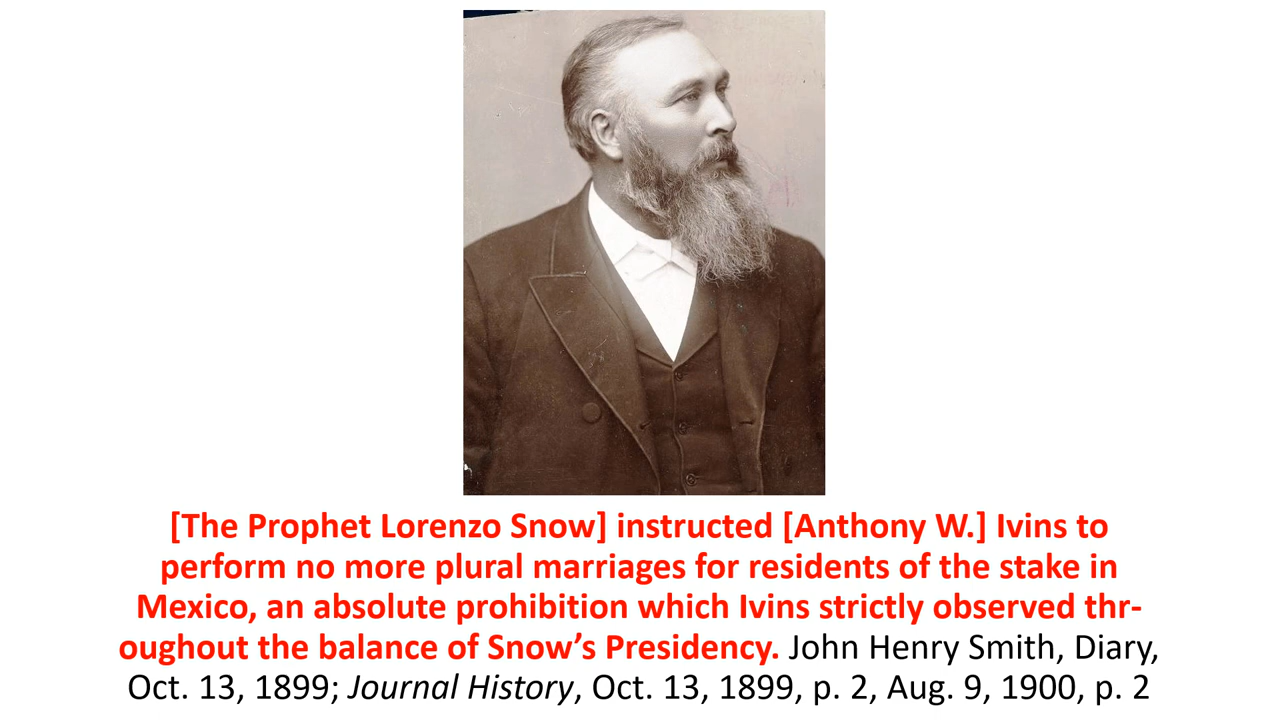 [The Prophet Lorenzo Snow] instructed [Anthony W.] Ivins to
perform no more plural marriages for residents of the stake in
Mexico, an absolute prohibition which Ivins strictly observed thr-
oughout the balance of Snow’s Presidency. John Henry Smith, Diary,
Oct. 13, 1899; Journal History, Oct. 13, 1899, p. 2, Aug. 9, 1900, p. 2